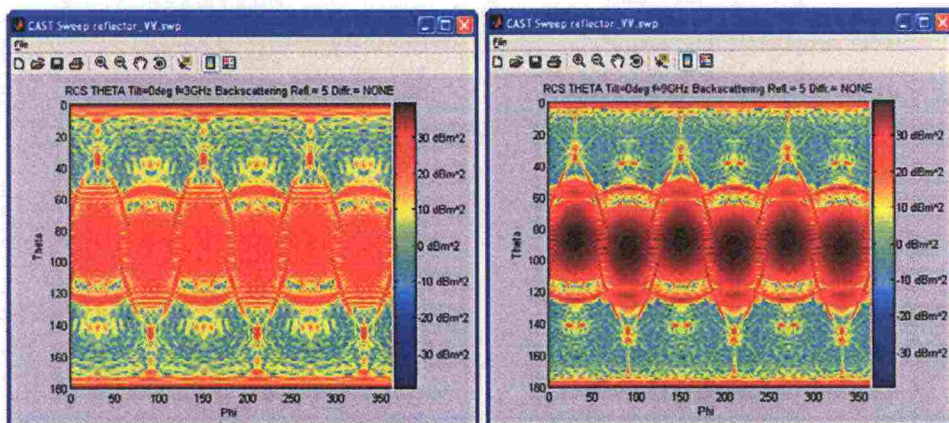 CAST Sweep reflector_VV.swp
File
RCS THETA Tilt=0deg f=3GHz Backscattering Refl.= 5 Diffr.= NONE
0
20
40
60
80
100
120
140
160
180
Theta
0 50 100 150 200 250 300 350
Phi
30 dBm^2
20 dBm^2
10 dBm^2
0 dBm^2
-10 dBm^2
-20 dBm^2
-30 dBm^2
CAST Sweep reflector_VV.swp
File
RCS THETA Tilt=0deg f=9GHz Backscattering Refl.= 5 Diffr.= NONE
0
20
40
60
80
100
120
140
160
180
Theta
0 50 100 150 200 250 300 350
Phi
30 dBm^2
20 dBm^2
10 dBm^2
0 dBm^2
-10 dBm^2
-20 dBm^2
-30 dBm^2